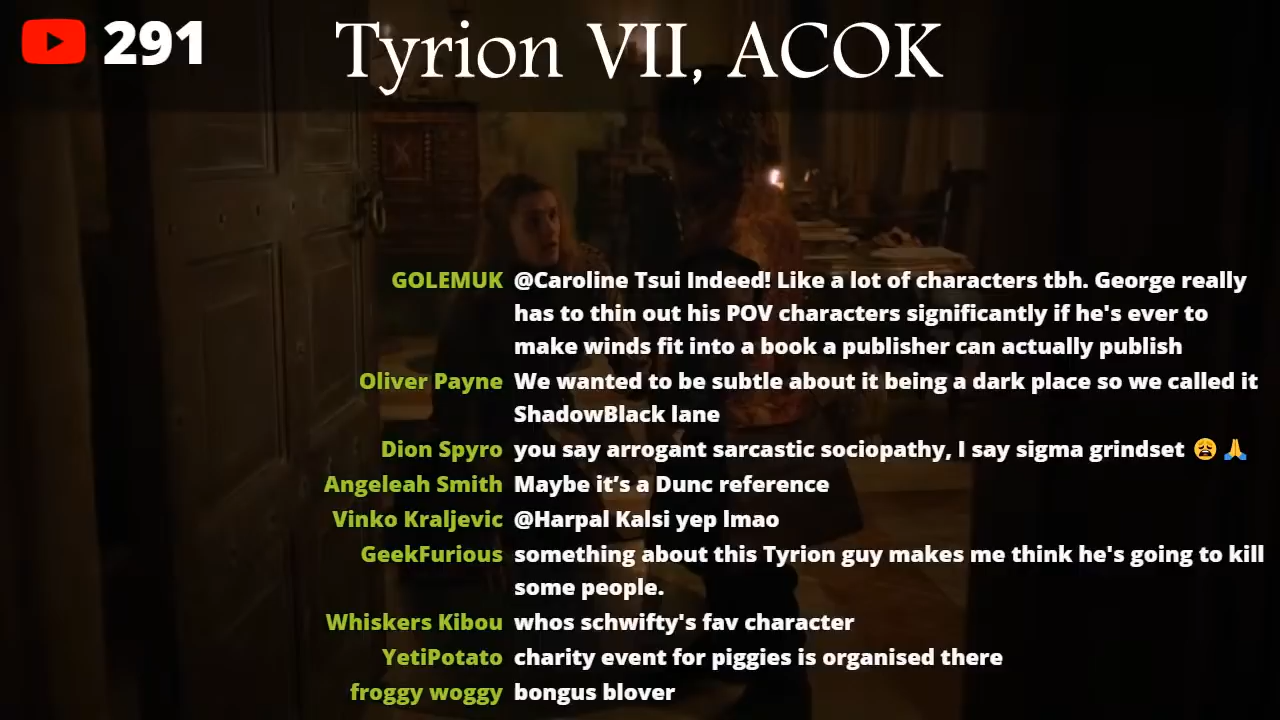 291
Tyrion VII, ACOK
GOLEMUK @Caroline Tsui Indeed! Like a lot of characters tbh. George really
has to thin out his POV characters significantly if he's ever to
make winds fit into a book a publisher can actually publish
Oliver Payne We wanted to be subtle about it being a dark place so we called it
ShadowBlack lane
Dion Spyro you say arrogant sarcastic sociopathy, I say sigma grindset 😩🙏
Angeleah Smith Maybe it’s a Dunc reference
Vinko Kraljevic @Harpal Kalsi yep lmao
GeekFurious something about this Tyrion guy makes me think he's going to kill
some people.
Whiskers Kibou whos schwifty's fav character
YetiPotato charity event for piggies is organised there
froggy woggy bongus blover